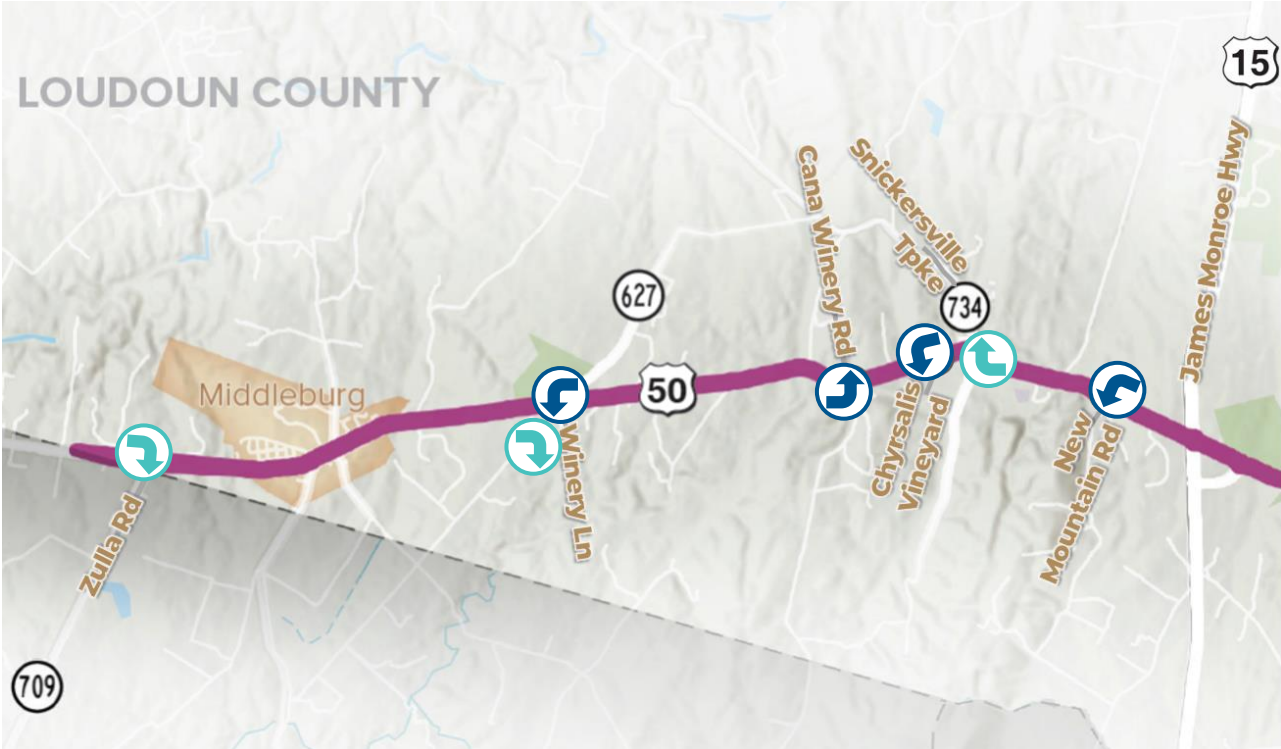 LOUDOUN COUNTY
15
James Monroe Hwy
Snickersville
Tpke
Cana Winery Rd
627
734
50
Middleburg
Chyrsalis
Vineyard
New
Mountain Rd
Winery Ln
Zulla Rd
709